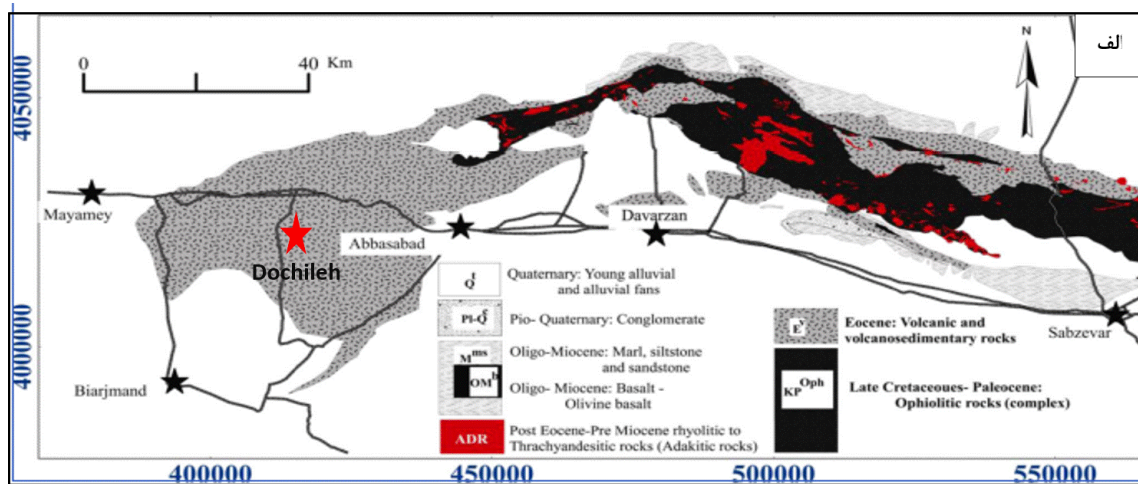 الف
N
0
40 Km
4050000
4000000
Mayamey
Dochileh
Abbasabad
Davarzan
Sabzevar
Biarjmand
Q t
Quaternary: Young alluvial
and alluvial fans
Pl-Q c
Pio- Quaternary: Conglomerate
M ms
Oligo-Miocene: Marl, siltstone
and sandstone
OM b
Oligo- Miocene: Basalt -
Olivine basalt
ADR
Post Eocene-Pre Miocene rhyolitic to
Thrachyandesitic rocks (Adakitic rocks)
E v
Eocene: Volcanic and
volcanosedimentary rocks
KP Oph
Late Cretaceoues- Paleocene:
Ophiolitic rocks (complex)
400000
450000
500000
550000